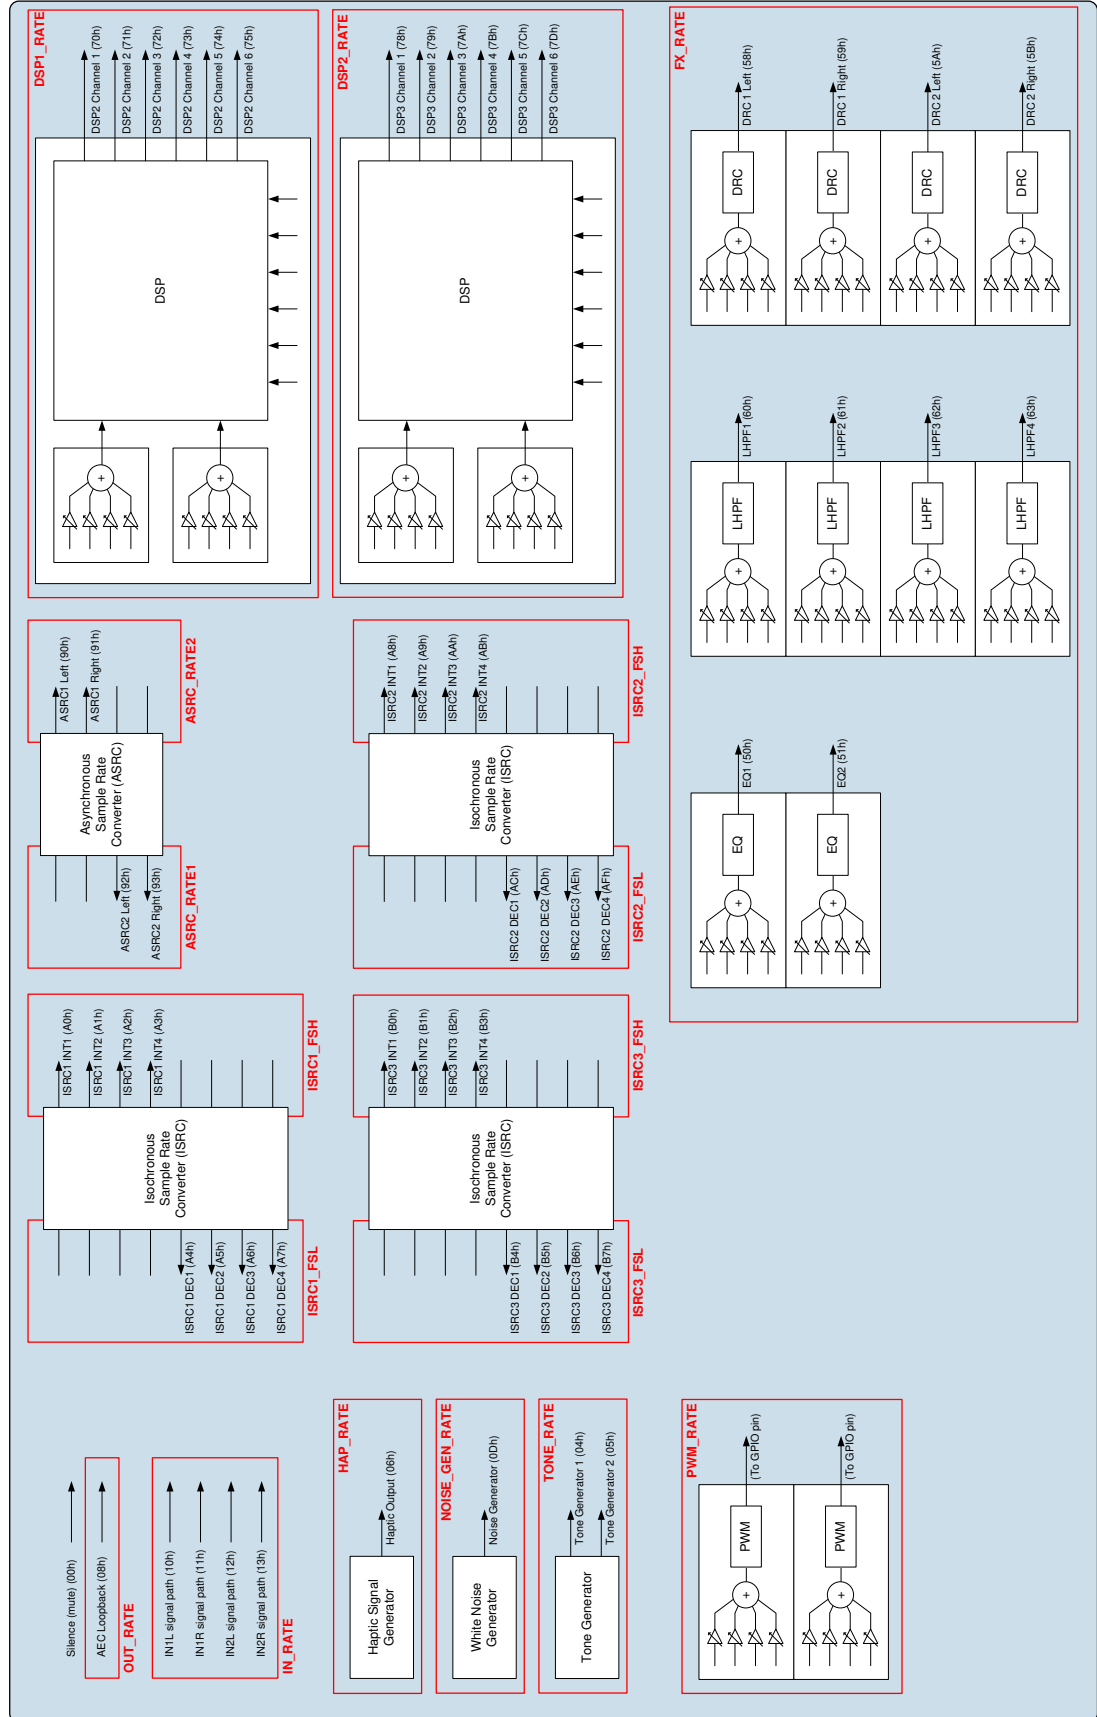 Silence (mute) (00h)
AEC Loopback (08h)
OUT_RATE
IN1L signal path (10h)
IN1R signal path (11h)
IN2L signal path (12h)
IN2R signal path (13h)
IN_RATE
HAP_RATE
Haptic Signal
Generator
Haptic Output (06h)
NOISE_GEN_RATE
White Noise
Generator
Noise Generator (0Dh)
TONE_RATE
Tone Generator
Tone Generator 1 (04h)
Tone Generator 2 (05h)
PWM_RATE
+
PWM
(To GPIO pin)
+
PWM
(To GPIO pin)
ISRC1_FSL
ISRC1 DEC1 (A4h)
ISRC1 DEC2 (A5h)
ISRC1 DEC3 (A6h)
ISRC1 DEC4 (A7h)
Isochronous
Sample Rate
Converter (ISRC)
ISRC1 INT1 (A0h)
ISRC1 INT2 (A1h)
ISRC1 INT3 (A2h)
ISRC1 INT4 (A3h)
ISRC1_FSH
ISRC3_FSL
ISRC3 DEC1 (B4h)
ISRC3 DEC2 (B5h)
ISRC3 DEC3 (B6h)
ISRC3 DEC4 (B7h)
Isochronous
Sample Rate
Converter (ISRC)
ISRC3 INT1 (B0h)
ISRC3 INT2 (B1h)
ISRC3 INT3 (B2h)
ISRC3 INT4 (B3h)
ISRC3_FSH
ASRC_RATE1
ASRC2 Left (92h)
ASRC2 Right (93h)
Asynchronous
Sample Rate
Converter (ASRC)
ASRC1 Left (90h)
ASRC1 Right (91h)
ASRC_RATE2
ISRC2_FSL
ISRC2 DEC1 (ACh)
ISRC2 DEC2 (ADh)
ISRC2 DEC3 (AEh)
ISRC2 DEC4 (AFh)
Isochronous
Sample Rate
Converter (ISRC)
ISRC2 INT1 (A8h)
ISRC2 INT2 (A9h)
ISRC2 INT3 (AAh)
ISRC2 INT4 (ABh)
ISRC2_FSH
DSP1_RATE
+
+
DSP
DSP2 Channel 1 (70h)
DSP2 Channel 2 (71h)
DSP2 Channel 3 (72h)
DSP2 Channel 4 (73h)
DSP2 Channel 5 (74h)
DSP2 Channel 6 (75h)
DSP2_RATE
+
+
DSP
DSP3 Channel 1 (78h)
DSP3 Channel 2 (79h)
DSP3 Channel 3 (7Ah)
DSP3 Channel 4 (7Bh)
DSP3 Channel 5 (7Ch)
DSP3 Channel 6 (7Dh)
FX_RATE
+
EQ
EQ1 (50h)
+
EQ
EQ2 (51h)
+
LHPF
LHPF1 (60h)
+
LHPF
LHPF2 (61h)
+
LHPF
LHPF3 (62h)
+
LHPF
LHPF4 (63h)
+
DRC
DRC 1 Left (58h)
+
DRC
DRC 1 Right (59h)
+
DRC
DRC 2 Left (5Ah)
+
DRC
DRC 2 Right (5Bh)